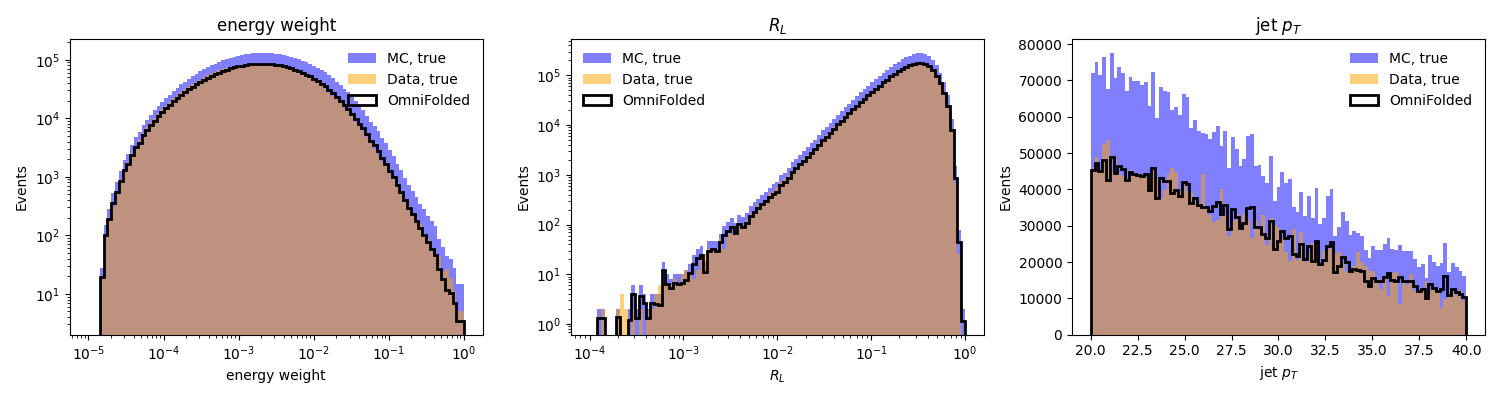 energy weight
MC, true
Data, true
OmniFolded
Events
10^5
10^4
10^3
10^2
10^1
10^-5
10^-4
10^-3
10^-2
10^-1
10^0
energy weight
R_L
MC, true
Data, true
OmniFolded
Events
10^5
10^4
10^3
10^2
10^1
10^0
10^-4
10^-3
10^-2
10^-1
10^0
R_L
jet p_T
MC, true
Data, true
OmniFolded
Events
80000
70000
60000
50000
40000
30000
20000
10000
0
20.0
22.5
25.0
27.5
30.0
32.5
35.0
37.5
40.0
jet p_T